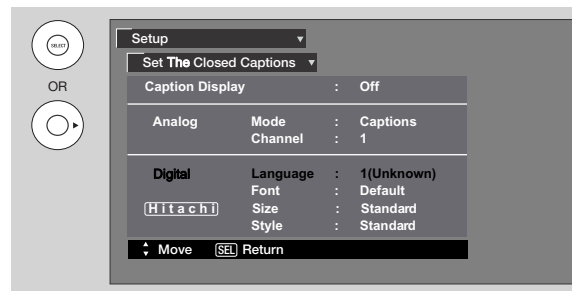 SELECT
OR
Setup
Set The Closed Captions
Caption Display : Off
Analog Mode : Captions
Channel : 1
Digital Language : 1(Unknown)
Font : Default
Hitachi Size : Standard
Style : Standard
Move SEL Return